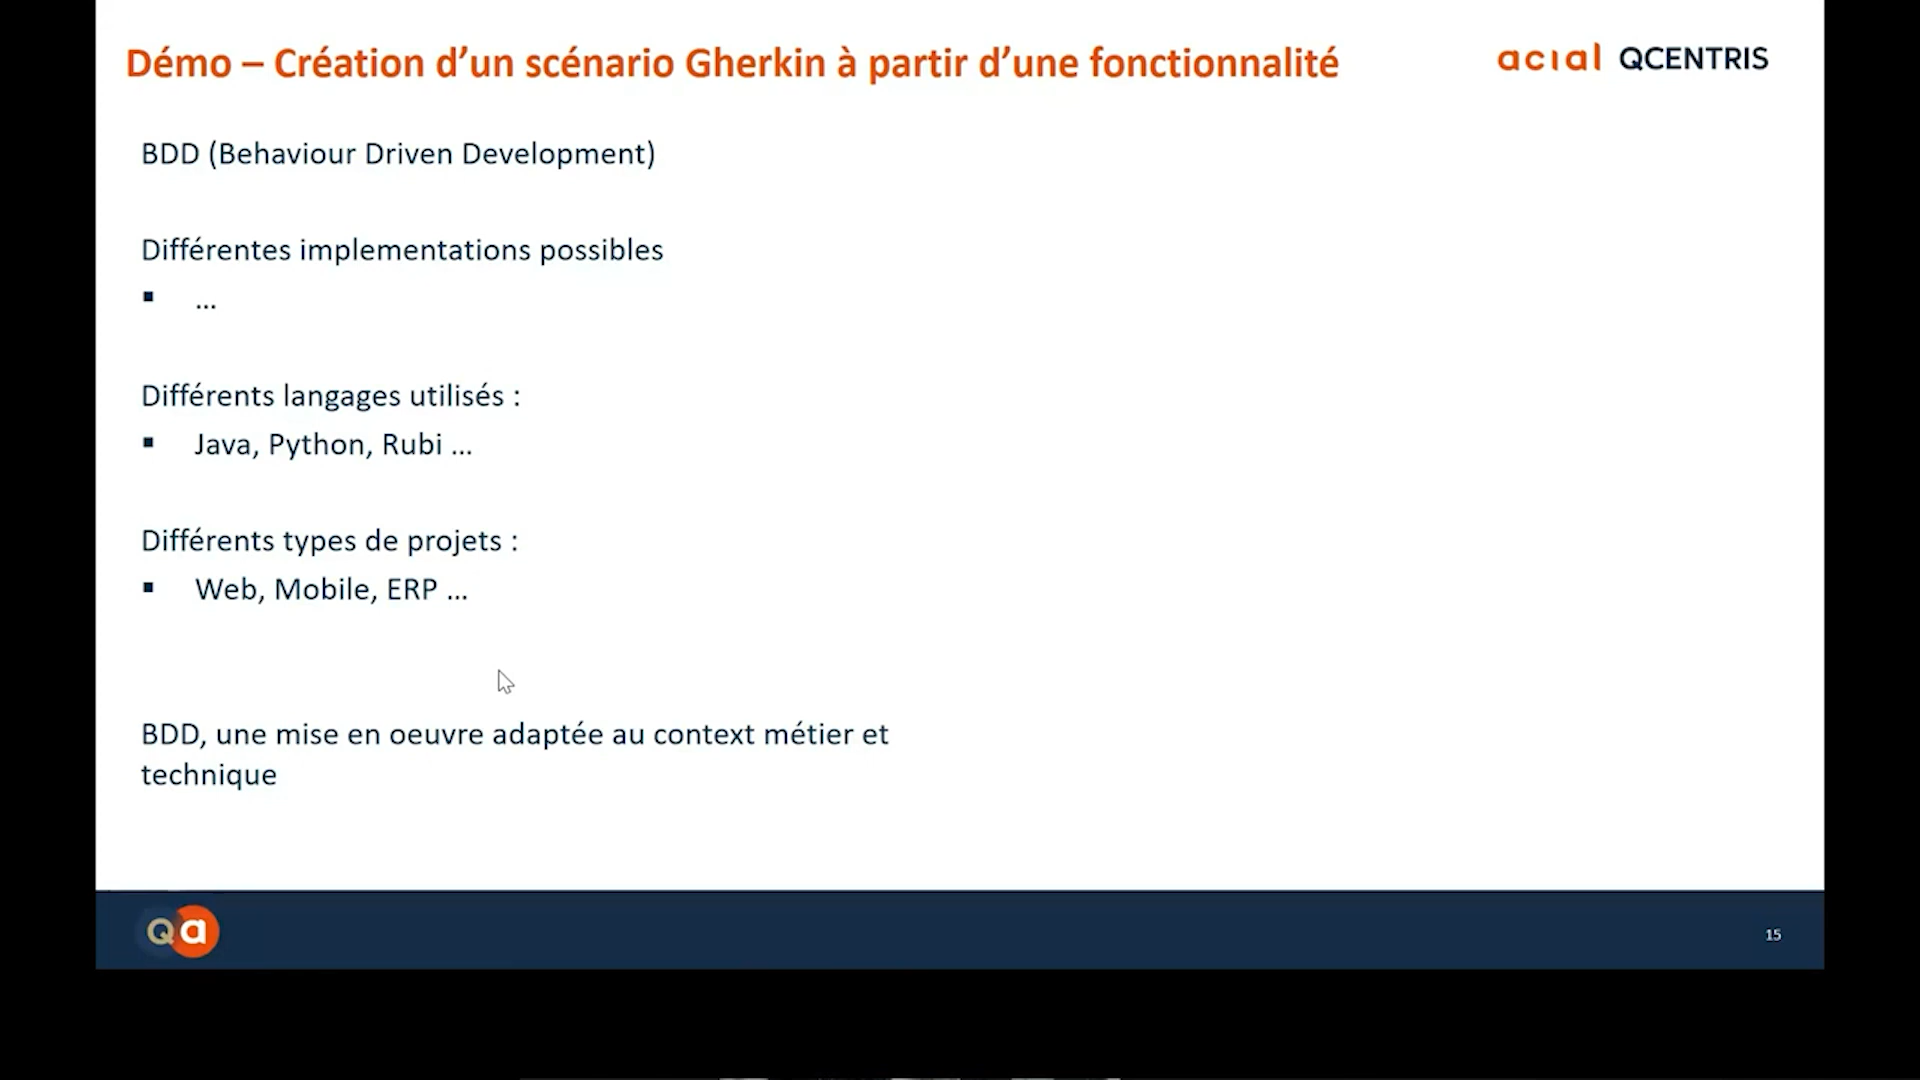 Démo – Création d’un scénario Gherkin à partir d’une fonctionnalité
acıal QCENTRIS
BDD (Behaviour Driven Development)
Différentes implementations possibles
▪ ...
Différents langages utilisés :
▪ Java, Python, Rubi ...
Différents types de projets :
▪ Web, Mobile, ERP ...
BDD, une mise en oeuvre adaptée au context métier et
technique
Qa
15